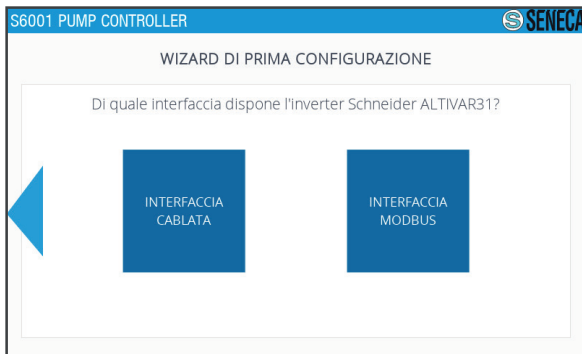 S6001 PUMP CONTROLLER
S SENECA
WIZARD DI PRIMA CONFIGURAZIONE
Di quale interfaccia dispone l'inverter Schneider ALTIVAR31?
INTERFACCIA
CABLATA
INTERFACCIA
MODBUS